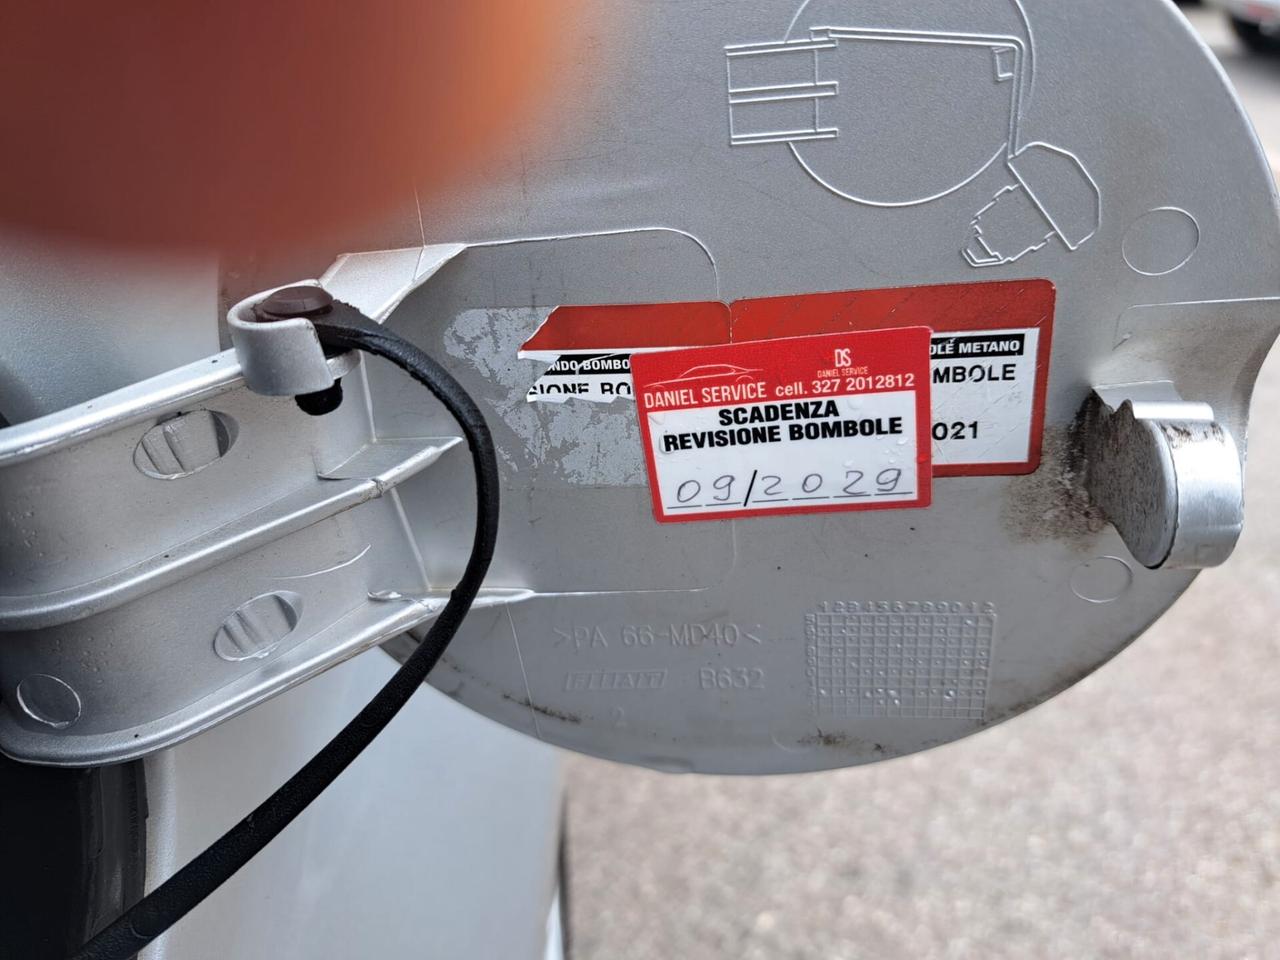 NDO BOMBO
SIONE BO
OLE METANO
MBOLE
021
DS
DANIEL SERVICE
DANIEL SERVICE cell. 327 2012812
SCADENZA
REVISIONE BOMBOLE
09/2029
>PA 66-MD40<
FIAT B632
2
123456789012